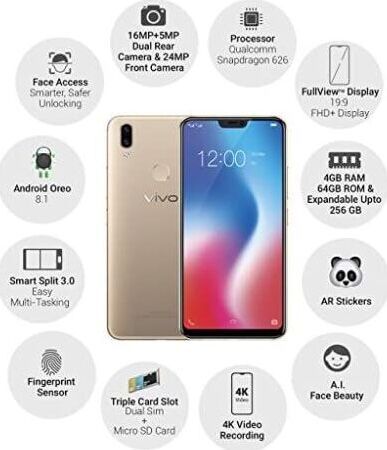 16MP+5MP
Dual Rear
Camera & 24MP
Front Camera
Processor
Qualcomm
Snapdragon 626
Face Access
Smarter, Safer
Unlocking
FullView™ Display
19:9
FHD+ Display
Android Oreo
8.1
vivo
12:00
4GB RAM
64GB ROM &
Expandable Upto
256 GB
Smart Split 3.0
Easy
Multi-Tasking
AR Stickers
Fingerprint
Sensor
Triple Card Slot
Dual Sim
+
Micro SD Card
4K
Video
4K Video
Recording
A.I.
Face Beauty